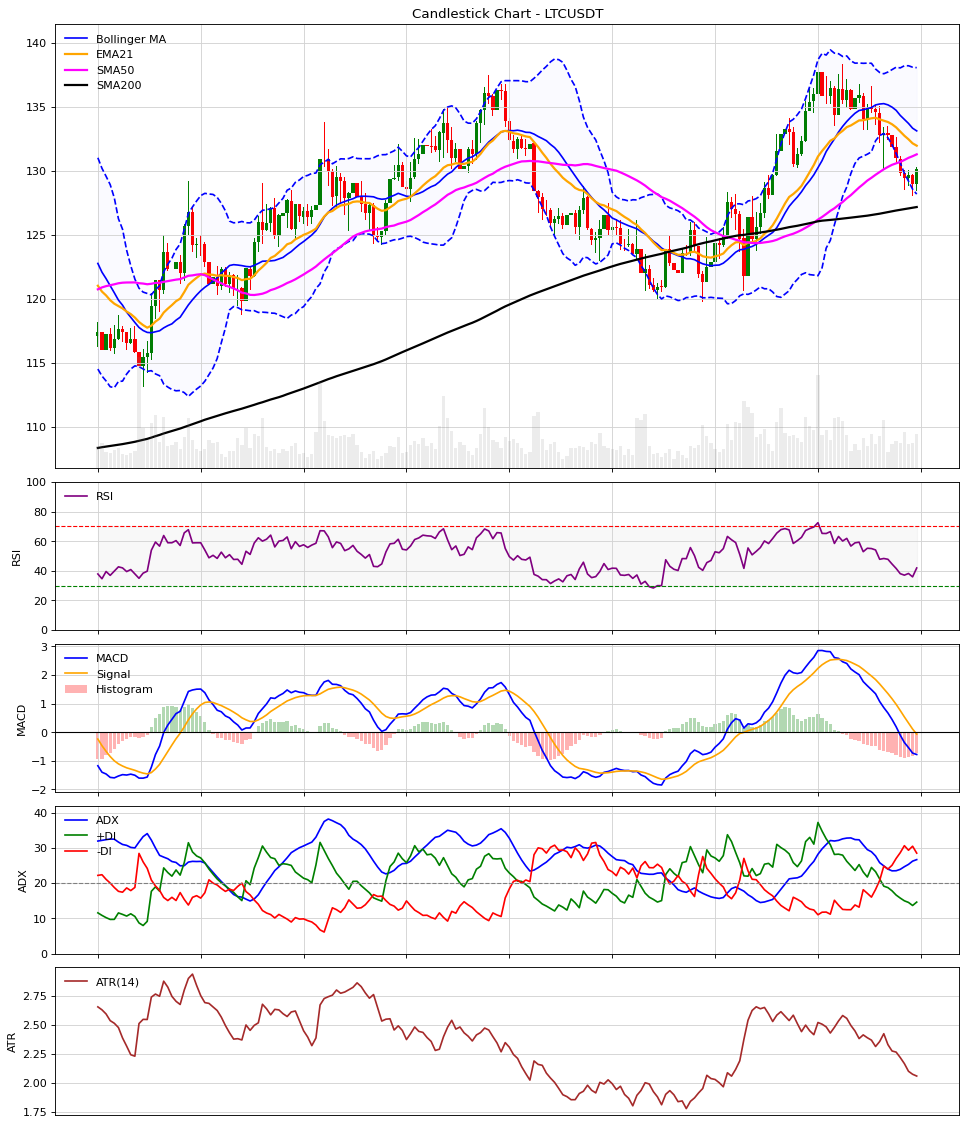 Candlestick Chart - LTCUSDT
Bollinger MA
EMA21
SMA50
SMA200
140
135
130
125
120
115
110
RSI
RSI
100
80
60
40
20
0
MACD
Signal
Histogram
MACD
3
2
1
0
−1
−2
ADX
+DI
-DI
ADX
40
30
20
10
0
ATR(14)
ATR
2.75
2.50
2.25
2.00
1.75